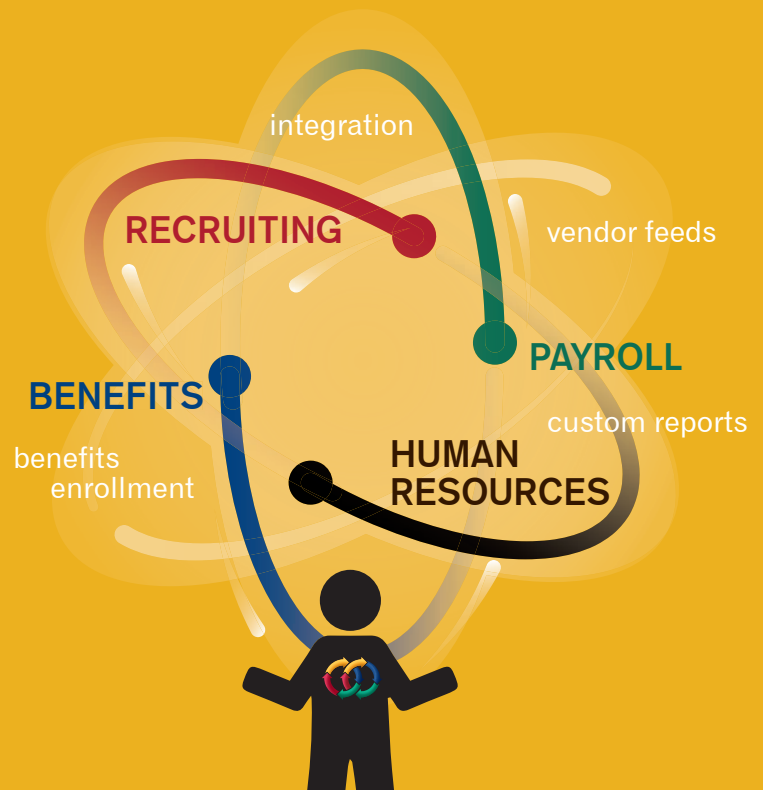 integration
RECRUITING
vendor feeds
PAYROLL
BENEFITS
custom reports
benefits
enrollment
HUMAN
RESOURCES